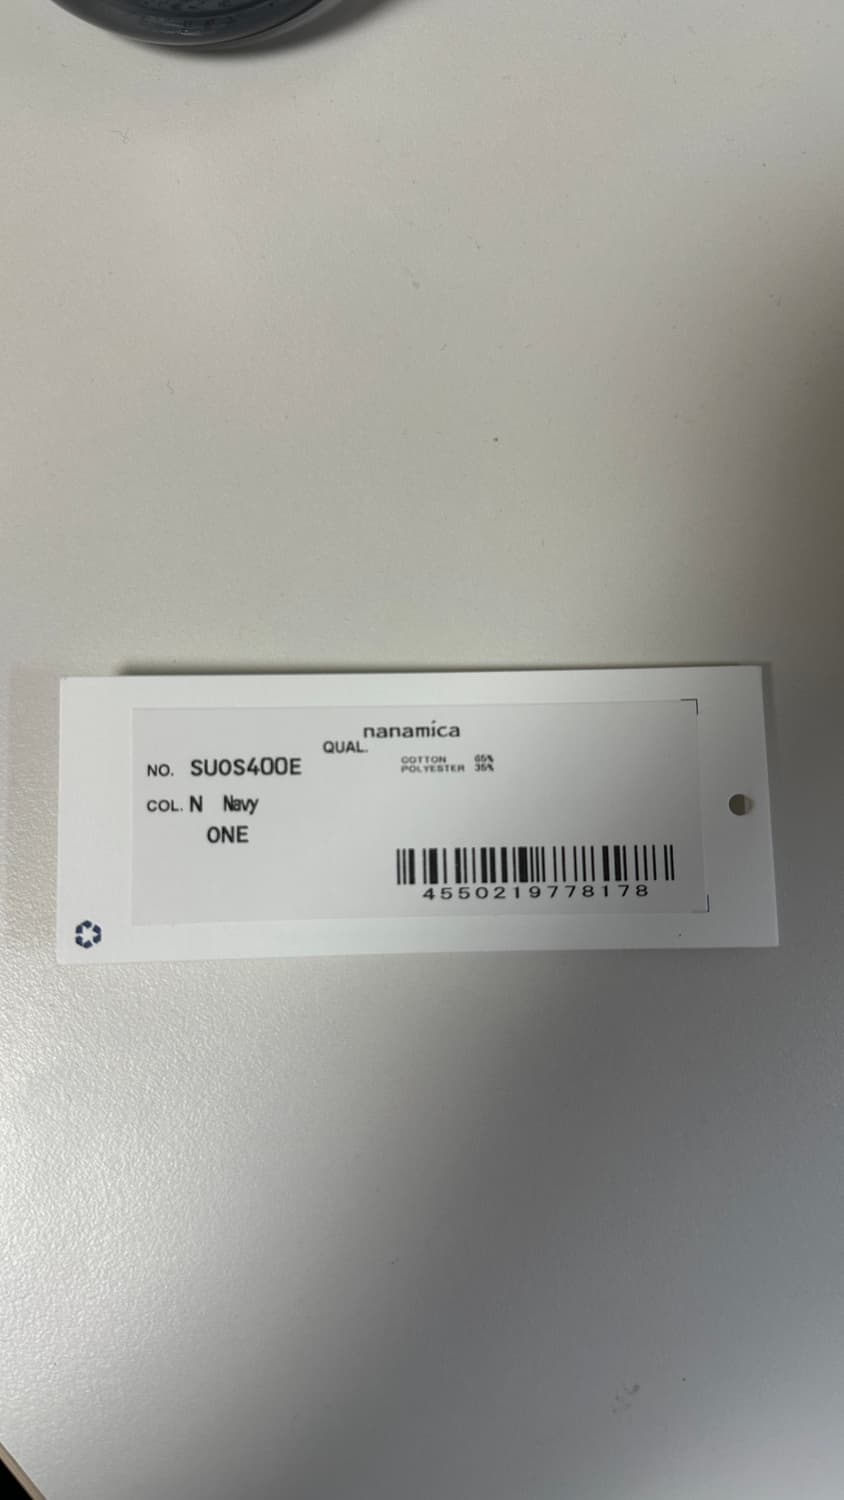 nanamica
QUAL.
NO. SUOS400E
COTTON 65%
POLYESTER 35%
COL. N Navy
ONE
4550219778178